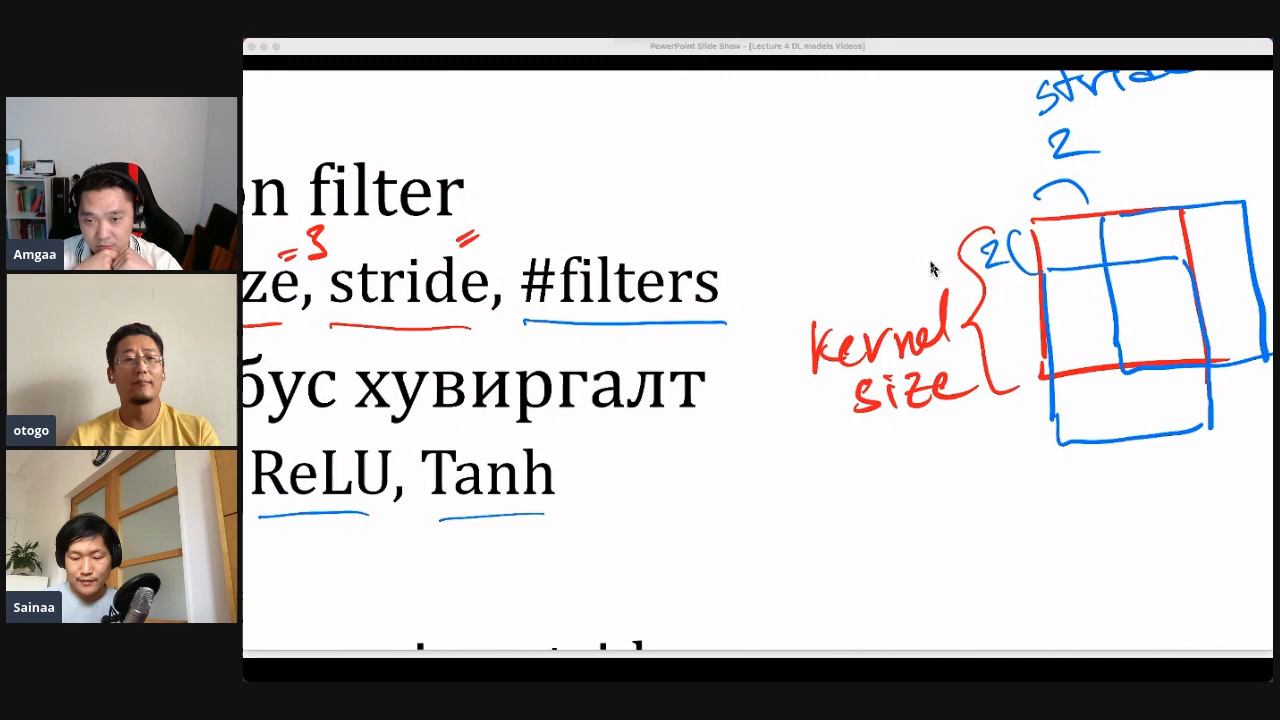 PowerPoint Slide Show - [Lecture 4 DL models Videos]
on filter
= 3
ze, stride, #filters
бус хувиргалт
ReLU, Tanh
stride
2
2
kernel
size
Amgaa
otogo
Sainaa